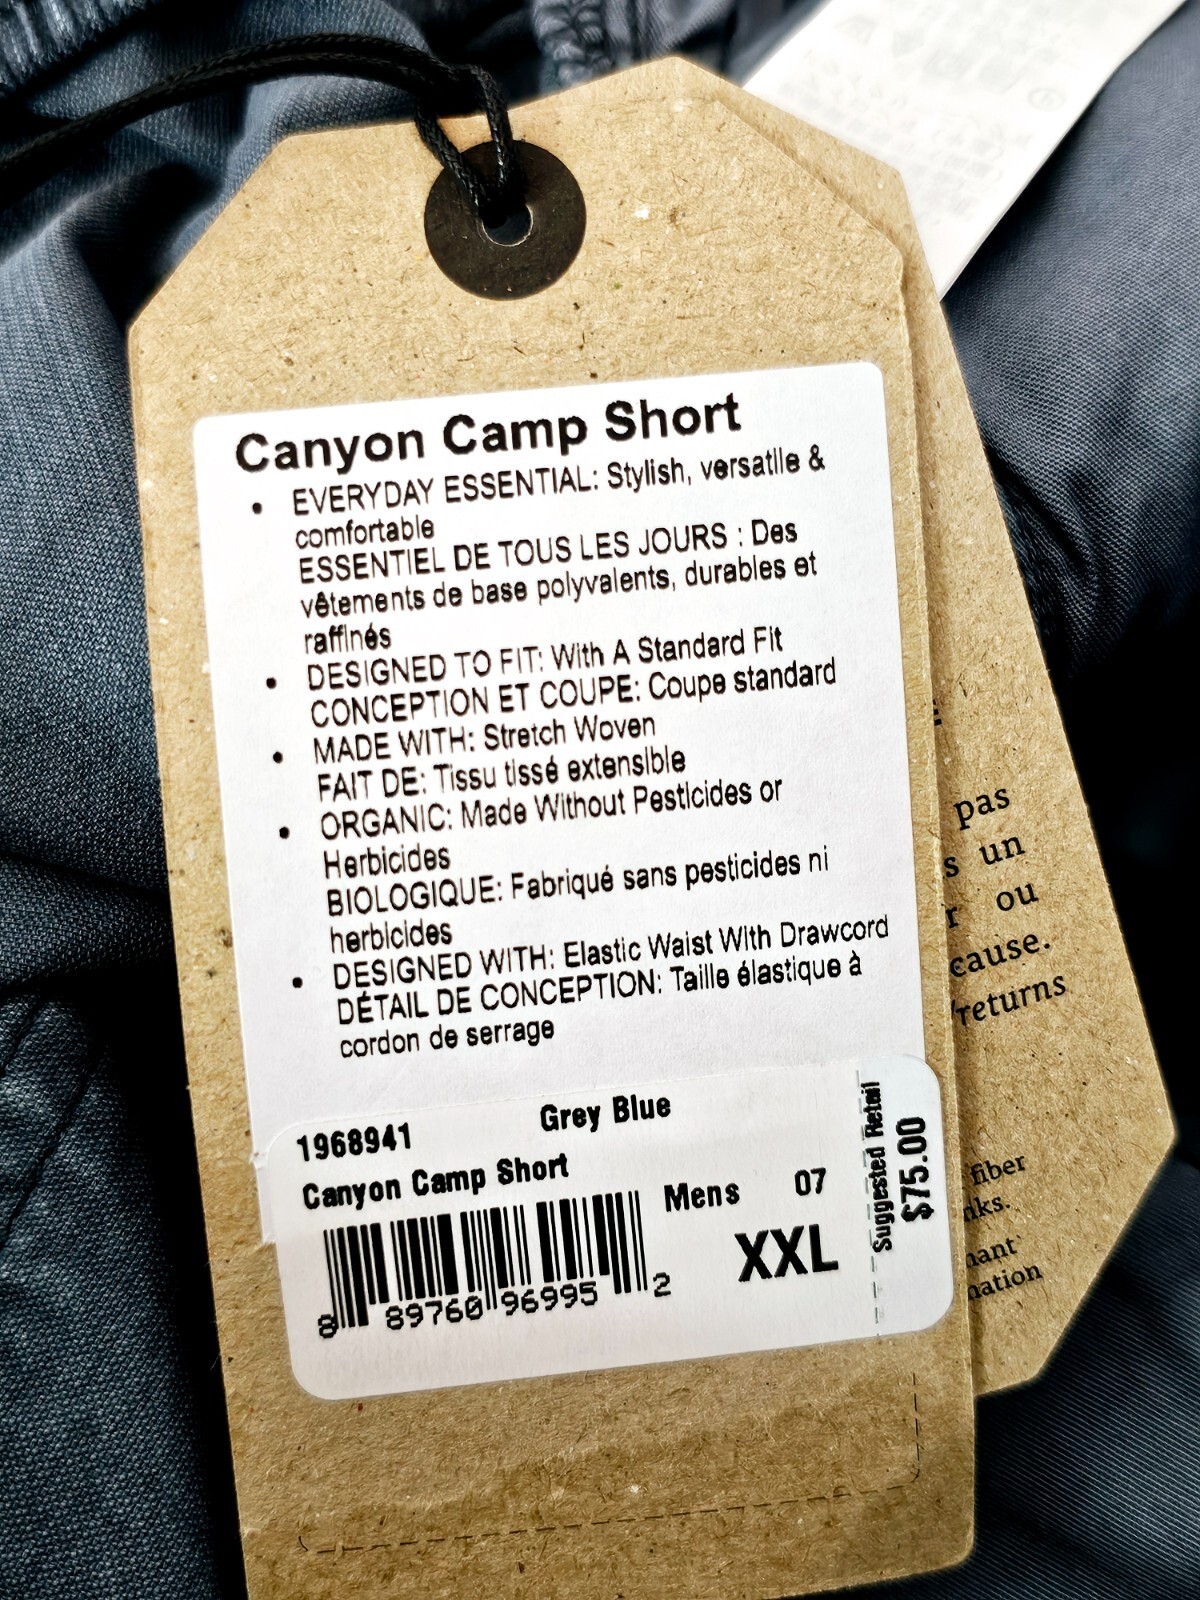 Canyon Camp Short
• EVERYDAY ESSENTIAL: Stylish, versatile &
comfortable
ESSENTIEL DE TOUS LES JOURS : Des
vêtements de base polyvalents, durables et
raffinés
• DESIGNED TO FIT: With A Standard Fit
CONCEPTION ET COUPE: Coupe standard
• MADE WITH: Stretch Woven
FAIT DE: Tissu tissé extensible
• ORGANIC: Made Without Pesticides or
Herbicides
BIOLOGIQUE: Fabriqué sans pesticides ni
herbicides
• DESIGNED WITH: Elastic Waist With Drawcord
DÉTAIL DE CONCEPTION: Taille élastique à
cordon de serrage
1968941 Grey Blue
Canyon Camp Short
Mens 07
XXL
8 89760 96995 2
Suggested Retail
$75.00
pas
un
ou
cause.
/returns
fiber